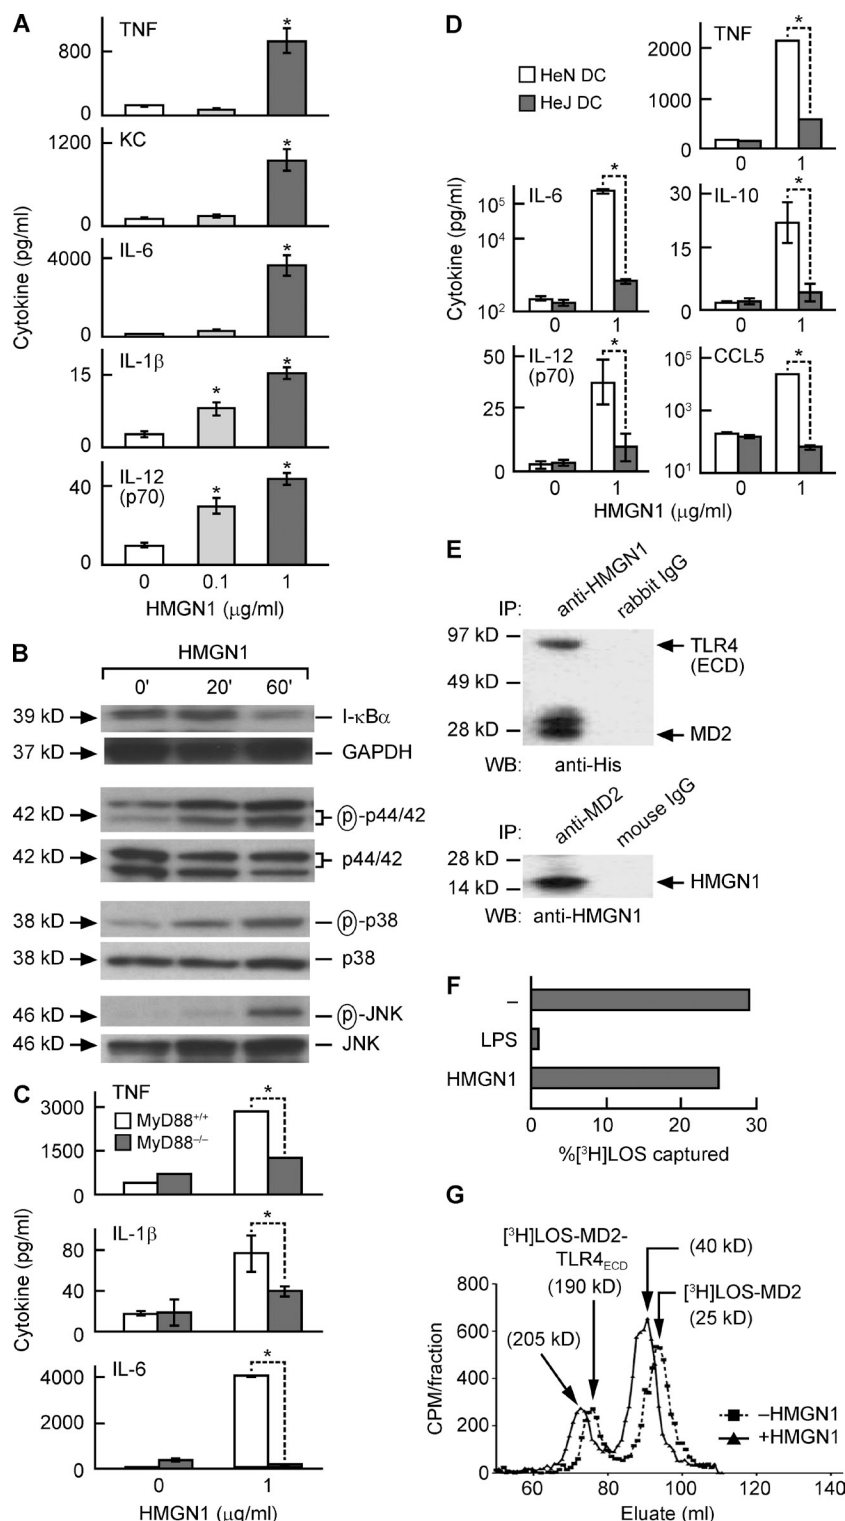 A
TNF
800
0
KC
1200
0
IL-6
4000
0
IL-1β
15
0
IL-12
(p70)
40
0
Cytokine (pg/ml)
* * * * * * *
0 0.1 1
HMGN1 (μg/ml)
B
HMGN1
0' 20' 60'
39 kD I-κBα
37 kD GAPDH
42 kD ⓟ-p44/42
42 kD p44/42
38 kD ⓟ-p38
38 kD p38
46 kD ⓟ-JNK
46 kD JNK
C
TNF
3000
1500
0
MyD88+/+
MyD88−/−
*
IL-1β
80
40
0
*
IL-6
4000
2000
0
*
Cytokine (pg/ml)
0 1
HMGN1 (μg/ml)
D
HeN DC
HeJ DC
TNF
2000
1000
0
*
0 1
IL-6
10⁵
10⁴
10²
*
0 1
IL-10
30
15
0
*
0 1
IL-12
(p70)
50
25
0
*
0 1
CCL5
10⁵
10³
10¹
*
0 1
Cytokine (pg/ml)
HMGN1 (μg/ml)
E
IP: anti-HMGN1 rabbit IgG
97 kD
49 kD
28 kD
TLR4
(ECD)
MD2
WB: anti-His
IP: anti-MD2 mouse IgG
28 kD
14 kD
HMGN1
WB: anti-HMGN1
F
–
LPS
HMGN1
0 10 20 30
%[³H]LOS captured
G
[³H]LOS-MD2-
TLR4ECD
(190 kD)
(40 kD)
[³H]LOS-MD2
(25 kD)
(205 kD)
800
600
400
200
0
CPM/fraction
–HMGN1
+HMGN1
60 80 100 120 140
Eluate (ml)